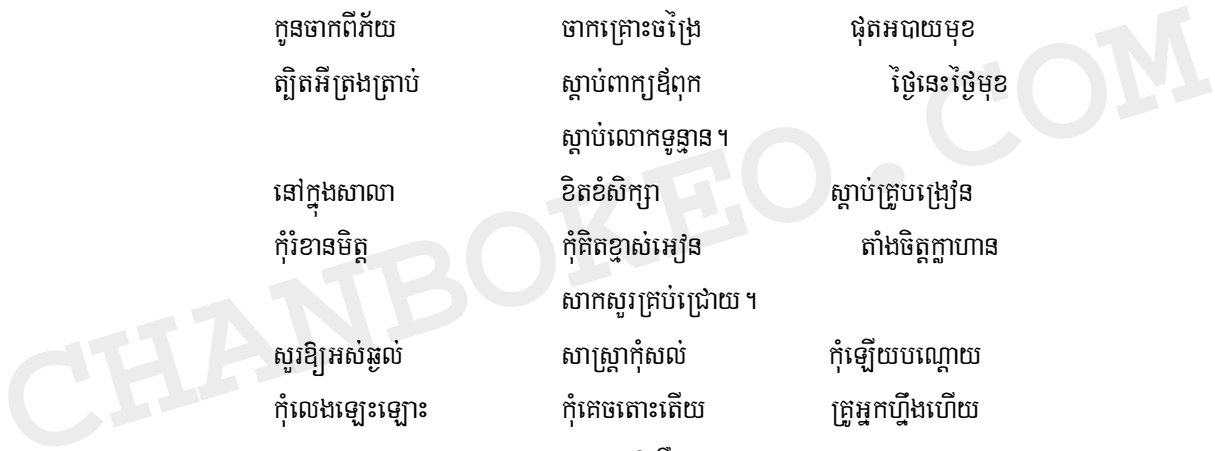 កូនចាកពីភ័យ ចាកគ្រោះចង្រៃ ផុតអបាយមុខ
ត្បិតអីត្រងត្រាប់ ស្ដាប់ពាក្យឪពុក ថ្ងៃនេះថ្ងៃមុខ
ស្ដាប់លោកទូន្មាន។
នៅក្នុងសាលា ខិតខំសិក្សា ស្ដាប់គ្រូបង្រៀន
កុំរំខានមិត្ត កុំគិតខ្មាស់អៀន តាំងចិត្តក្លាហាន
សាកសួរគ្រប់ជ្រោយ។
សួរឱ្យអស់ឆ្ងល់ សាស្ត្រាកុំសល់ កុំឡើយបណ្ដោយ
កុំលេងឡេះឡោះ កុំគេចតោះតើយ គ្រូអ្នកហ្នឹងហើយ
CHANBOKEO.COM